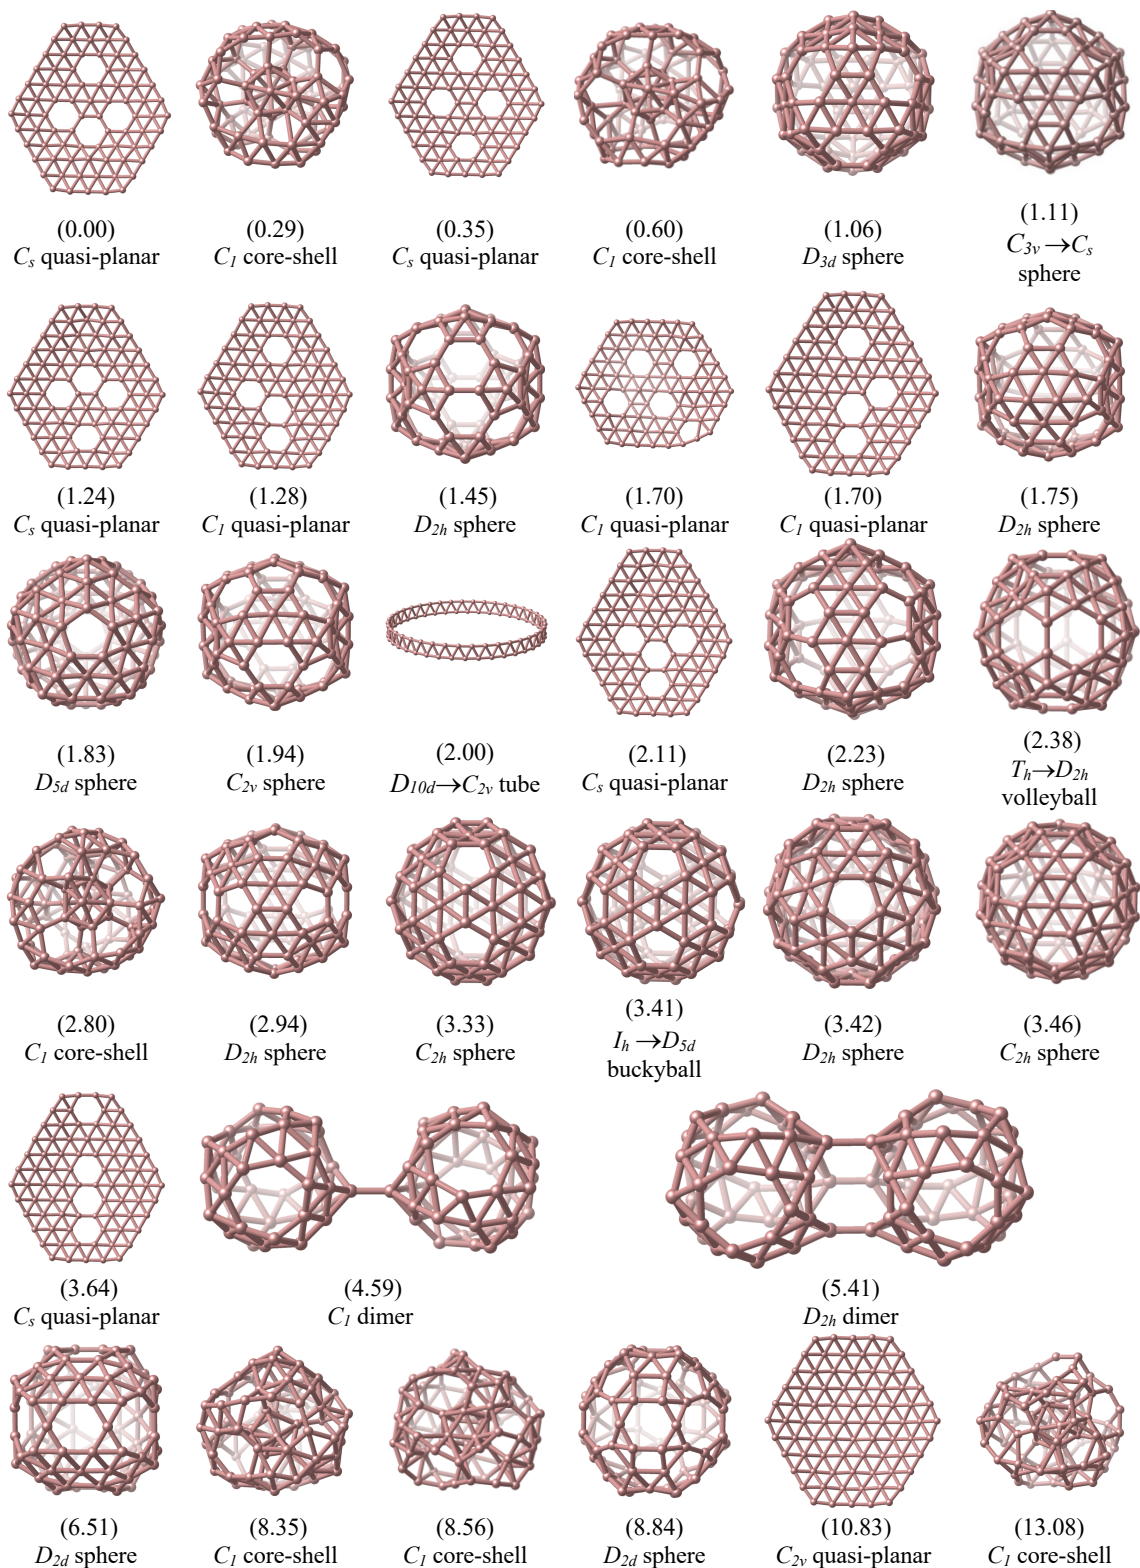 (0.00)
Cs quasi-planar
(0.29)
C1 core-shell
(0.35)
Cs quasi-planar
(0.60)
C1 core-shell
(1.06)
D3d sphere
(1.11)
C3v→Cs
sphere
(1.24)
Cs quasi-planar
(1.28)
C1 quasi-planar
(1.45)
D2h sphere
(1.70)
C1 quasi-planar
(1.70)
C1 quasi-planar
(1.75)
D2h sphere
(1.83)
D5d sphere
(1.94)
C2v sphere
(2.00)
D10d→C2v tube
(2.11)
Cs quasi-planar
(2.23)
D2h sphere
(2.38)
Th→D2h
volleyball
(2.80)
C1 core-shell
(2.94)
D2h sphere
(3.33)
C2h sphere
(3.41)
Ih →D5d
buckyball
(3.42)
D2h sphere
(3.46)
C2h sphere
(3.64)
Cs quasi-planar
(4.59)
C1 dimer
(5.41)
D2h dimer
(6.51)
D2d sphere
(8.35)
C1 core-shell
(8.56)
C1 core-shell
(8.84)
D2d sphere
(10.83)
C2v quasi-planar
(13.08)
C1 core-shell